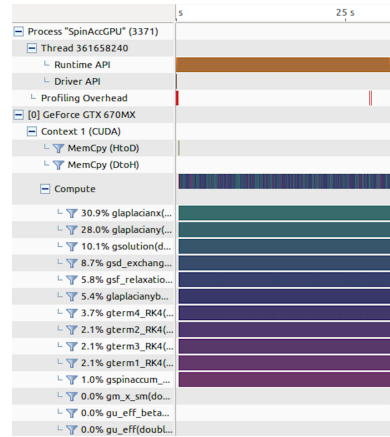 s 25 s
Process "SpinAccGPU" (3371)
Thread 361658240
Runtime API
Driver API
Profiling Overhead
[0] GeForce GTX 670MX
Context 1 (CUDA)
MemCpy (HtoD)
MemCpy (DtoH)
Compute
30.9% glaplacianx(...
28.0% glaplaciany(...
10.1% gsolution(d...
8.7% gsd_exchang...
5.8% gsf_relaxatio...
5.4% glaplacianyb...
3.7% gterm4_RK4(...
2.1% gterm2_RK4(...
2.1% gterm3_RK4(...
2.1% gterm1_RK4(...
1.0% gspinaccum_...
0.0% gm_x_sm(do...
0.0% gu_eff_beta...
0.0% gu_eff(doubl...